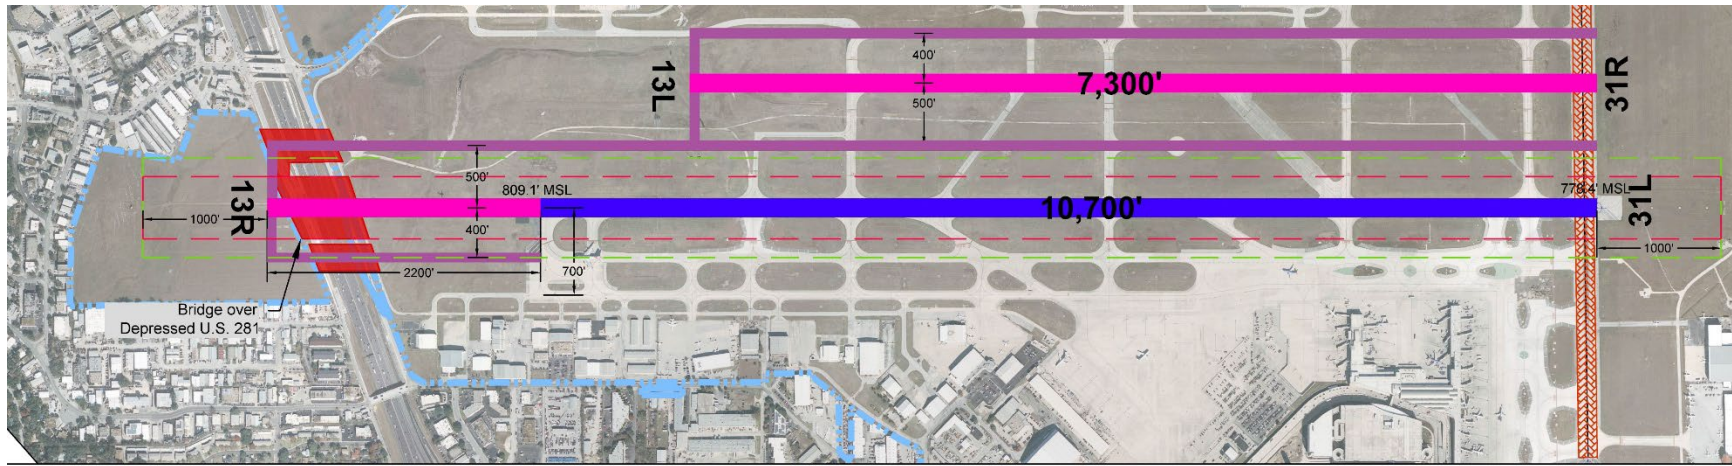 400'
7,300'
13L
31R
500'
500'
809.1' MSL
778.4' MSL
13R
1000'
10,700'
31L
400'
1000'
2200'
700'
Bridge over
Depressed U.S. 281